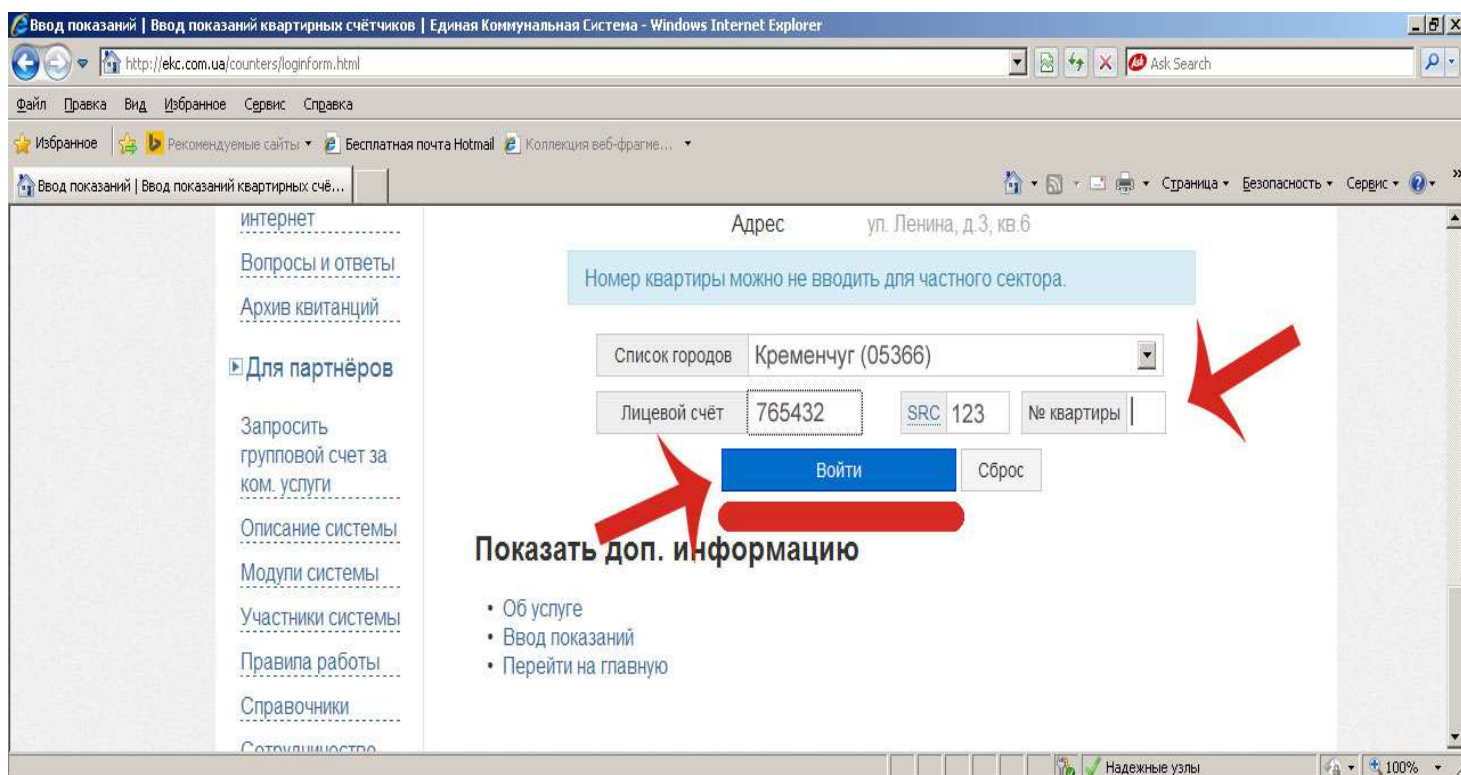 Ввод показаний | Ввод показаний квартирных счётчиков | Единая Коммунальная Система - Windows Internet Explorer
http://ekc.com.ua/counters/loginform.html
Ask Search
Файл Правка Вид Избранное Сервис Справка
Избранное Рекомендуемые сайты Бесплатная почта Hotmail Коллекция веб-фрагме...
Ввод показаний | Ввод показаний квартирных счё...
Страница Безопасность Сервис »
интернет
Вопросы и ответы
Архив квитанций
Для партнёров
Запросить
групповой счет за
ком. услуги
Описание системы
Модули системы
Участники системы
Правила работы
Справочники
Сотрудничество
Адрес ул. Ленина, д.3, кв.6
Номер квартиры можно не вводить для частного сектора.
Список городов Кременчуг (05366)
Лицевой счёт 765432 SRC 123 № квартиры
Войти Сброс
Показать доп. информацию
• Об услуге
• Ввод показаний
• Перейти на главную
Надежные узлы 100%